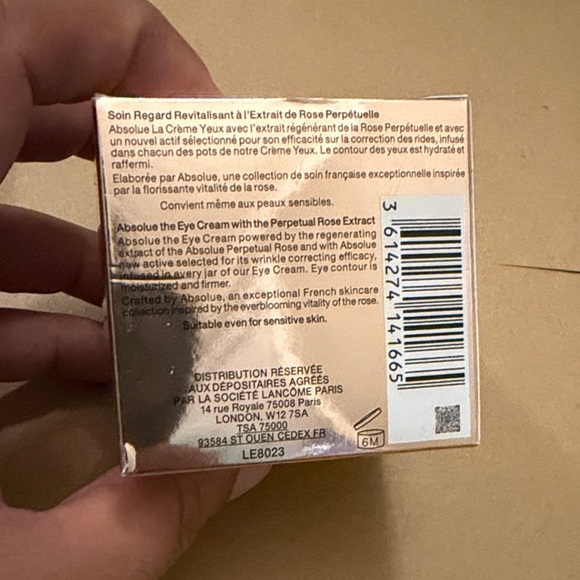 Soin Regard Revitalisant à l'Extrait de Rose Perpétuelle
Absolue La Crème Yeux avec l'extrait régénérant de la Rose Perpétuelle et avec
un nouvel actif sélectionné pour son efficacité sur la correction des rides, infusé
dans chacun des pots de notre Crème Yeux. Le contour des yeux est hydraté et
raffermi.
Elaborée par Absolue, une collection de soin française exceptionnelle inspirée
par la florissante vitalité de la rose.
Convient même aux peaux sensibles.
Absolue the Eye Cream with the Perpetual Rose Extract
Absolue the Eye Cream powered by the regenerating
extract of the Absolue Perpetual Rose and with Absolue
new active selected for its wrinkle correcting efficacy,
infused in every jar of our Eye Cream. Eye contour is
moisturized and firmer.
Crafted by Absolue, an exceptional French skincare
collection inspired by the everblooming vitality of the rose.
Suitable even for sensitive skin.
DISTRIBUTION RÉSERVÉE
AUX DÉPOSITAIRES AGRÉÉS
PAR LA SOCIÉTÉ LANCÔME PARIS
14 rue Royale 75008 Paris
LONDON, W12 7SA
TSA 75000
93584 ST OUEN CEDEX FR
LE8023
6M
3 614274 141665